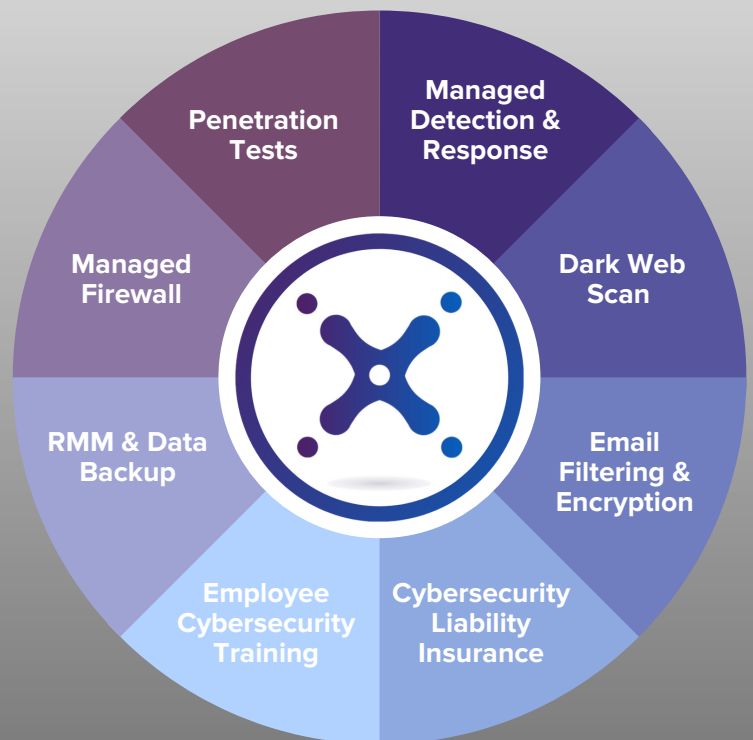 Managed
Detection &
Response
Dark Web
Scan
Email
Filtering &
Encryption
Cybersecurity
Liability
Insurance
Employee
Cybersecurity
Training
RMM & Data
Backup
Managed
Firewall
Penetration
Tests